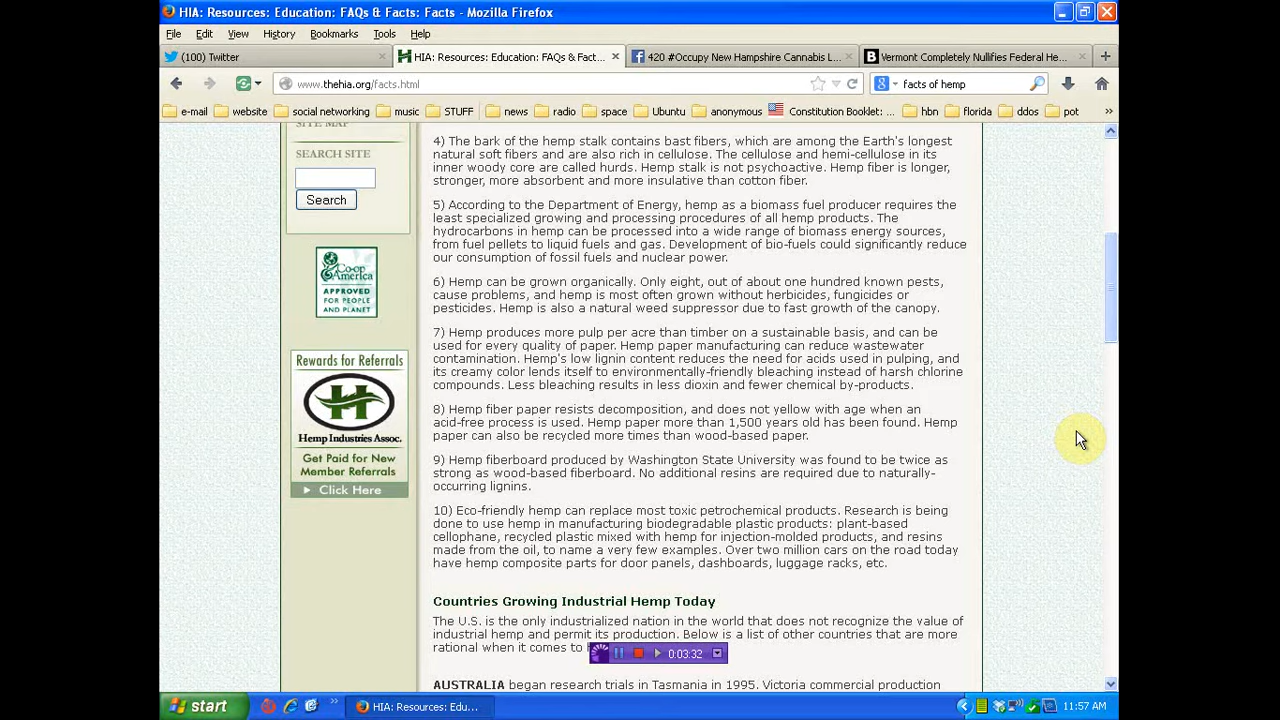 HIA: Resources: Education: FAQs & Facts: Facts - Mozilla Firefox
File Edit View History Bookmarks Tools Help
(100) Twitter
HIA: Resources: Education: FAQs & Fact...
420 #Occupy New Hampshire Cannabis L...
Vermont Completely Nullifies Federal He...
www.thehia.org/facts.html
facts of hemp
e-mail website social networking music STUFF news radio space Ubuntu anonymous Constitution Booklet: ... hbn florida ddos pot
SITE MAP
SEARCH SITE
Search
Co-op
America
APPROVED
FOR PEOPLE
AND PLANET
Rewards for Referrals
H
Hemp Industries Assoc.
Get Paid for New
Member Referrals
Click Here
4) The bark of the hemp stalk contains bast fibers, which are among the Earth's longest
natural soft fibers and are also rich in cellulose. The cellulose and hemi-cellulose in its
inner woody core are called hurds. Hemp stalk is not psychoactive. Hemp fiber is longer,
stronger, more absorbent and more insulative than cotton fiber.
5) According to the Department of Energy, hemp as a biomass fuel producer requires the
least specialized growing and processing procedures of all hemp products. The
hydrocarbons in hemp can be processed into a wide range of biomass energy sources,
from fuel pellets to liquid fuels and gas. Development of bio-fuels could significantly reduce
our consumption of fossil fuels and nuclear power.
6) Hemp can be grown organically. Only eight, out of about one hundred known pests,
cause problems, and hemp is most often grown without herbicides, fungicides or
pesticides. Hemp is also a natural weed suppressor due to fast growth of the canopy.
7) Hemp produces more pulp per acre than timber on a sustainable basis, and can be
used for every quality of paper. Hemp paper manufacturing can reduce wastewater
contamination. Hemp's low lignin content reduces the need for acids used in pulping, and
its creamy color lends itself to environmentally-friendly bleaching instead of harsh chlorine
compounds. Less bleaching results in less dioxin and fewer chemical by-products.
8) Hemp fiber paper resists decomposition, and does not yellow with age when an
acid-free process is used. Hemp paper more than 1,500 years old has been found. Hemp
paper can also be recycled more times than wood-based paper.
9) Hemp fiberboard produced by Washington State University was found to be twice as
strong as wood-based fiberboard. No additional resins are required due to naturally-
occurring lignins.
10) Eco-friendly hemp can replace most toxic petrochemical products. Research is being
done to use hemp in manufacturing biodegradable plastic products: plant-based
cellophane, recycled plastic mixed with hemp for injection-molded products, and resins
made from the oil, to name a very few examples. Over two million cars on the road today
have hemp composite parts for door panels, dashboards, luggage racks, etc.
Countries Growing Industrial Hemp Today
The U.S. is the only industrialized nation in the world that does not recognize the value of
industrial hemp and permit its production. Below is a list of other countries that are more
rational when it comes to
0:03:32
AUSTRALIA began research trials in Tasmania in 1995. Victoria commercial production
start
HIA: Resources: Edu...
11:57 AM